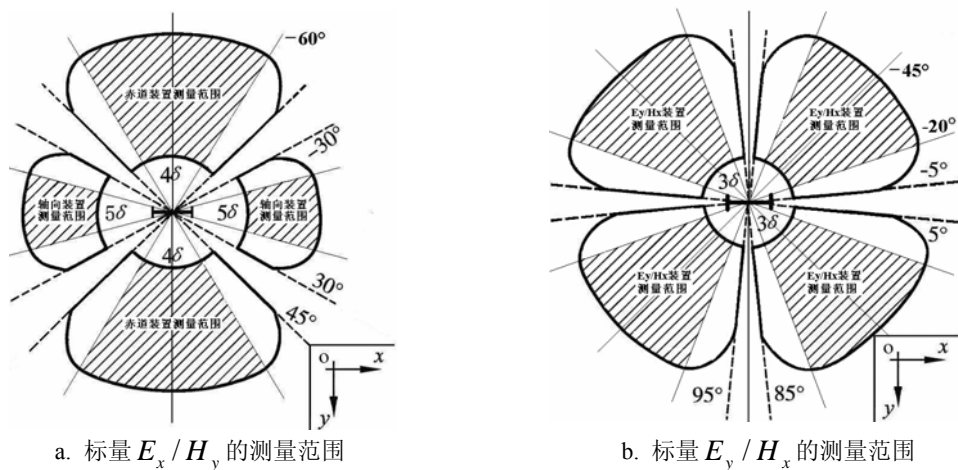 -60°
赤道装置测量范围
-30°
4δ
轴向装置
测量范围
5δ
5δ
轴向装置
测量范围
4δ
30°
45°
赤道装置测量范围
o
x
y
a. 标量 E_x / H_y 的测量范围
-45°
Ey/Hx装置
测量范围
Ey/Hx装置
测量范围
-20°
-5°
3δ
3δ
5°
Ey/Hx装置
测量范围
Ey/Hx装置
测量范围
95°
85°
o
x
y
b. 标量 E_y / H_x 的测量范围